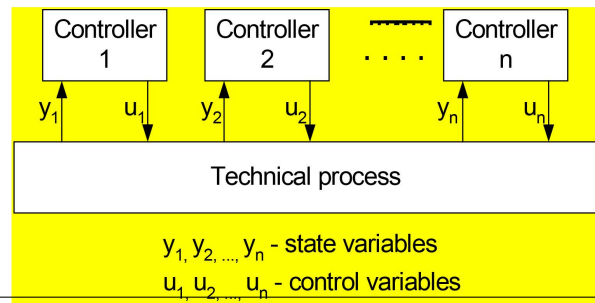 Controller 1
Controller 2
. . . .
Controller n
y1 u1 y2 u2 yn un
Technical process
y1, y2, ..., yn - state variables
u1, u2, ..., un - control variables